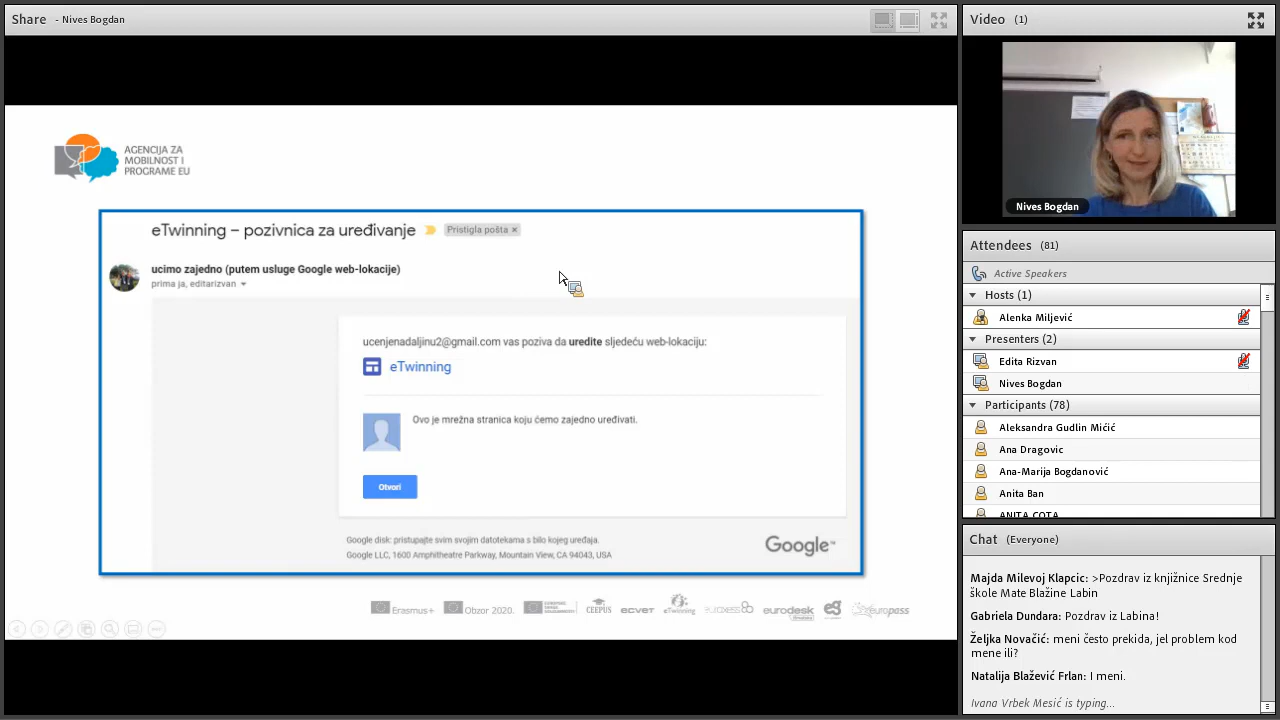 Share - Nives Bogdan
AGENCIJA ZA
MOBILNOST I
PROGRAME EU
eTwinning – pozivnica za uređivanje
Pristigla pošta ×
ucimo zajedno (putem usluge Google web-lokacije)
prima ja, editarizvan
ucenjenadaljinu2@gmail.com vas poziva da uredite sljedeću web-lokaciju:
eTwinning
Ovo je mrežna stranica koju ćemo zajedno uređivati.
Otvori
Google disk: pristupajte svim svojim datotekama s bilo kojeg uređaja.
Google LLC, 1600 Amphitheatre Parkway, Mountain View, CA 94043, USA
Google™
Erasmus+
Obzor 2020.
CEEPUS
ecvet
eTwinning
euraxess
eurodesk
europass
Video (1)
Nives Bogdan
Attendees (81)
Active Speakers
Hosts (1)
Alenka Miljević
Presenters (2)
Edita Rizvan
Nives Bogdan
Participants (78)
Aleksandra Gudlin Mićić
Ana Dragovic
Ana-Marija Bogdanović
Anita Ban
ANITA COTA
Chat (Everyone)
Majda Milevoj Klapcic: >Pozdrav iz knjižnice Srednje
škole Mate Blažine Labin
Gabriela Dundara: Pozdrav iz Labina!
Željka Novačić: meni često prekida, jel problem kod
mene ili?
Natalija Blažević Frlan: I meni.
Ivana Vrbek Mesić is typing...